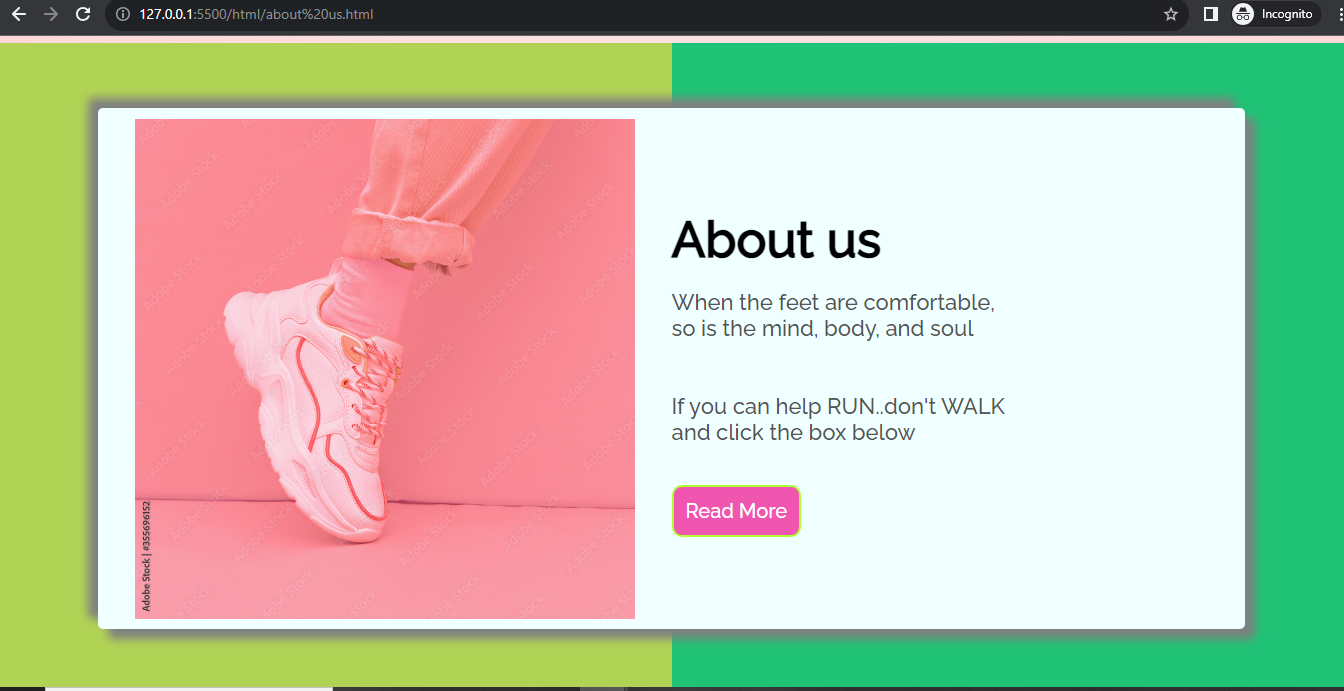 127.0.0.1:5500/html/about%20us.html
Incognito
About us
When the feet are comfortable,
so is the mind, body, and soul
If you can help RUN..don't WALK
and click the box below
Read More
Adobe Stock
Adobe Stock | #355696152